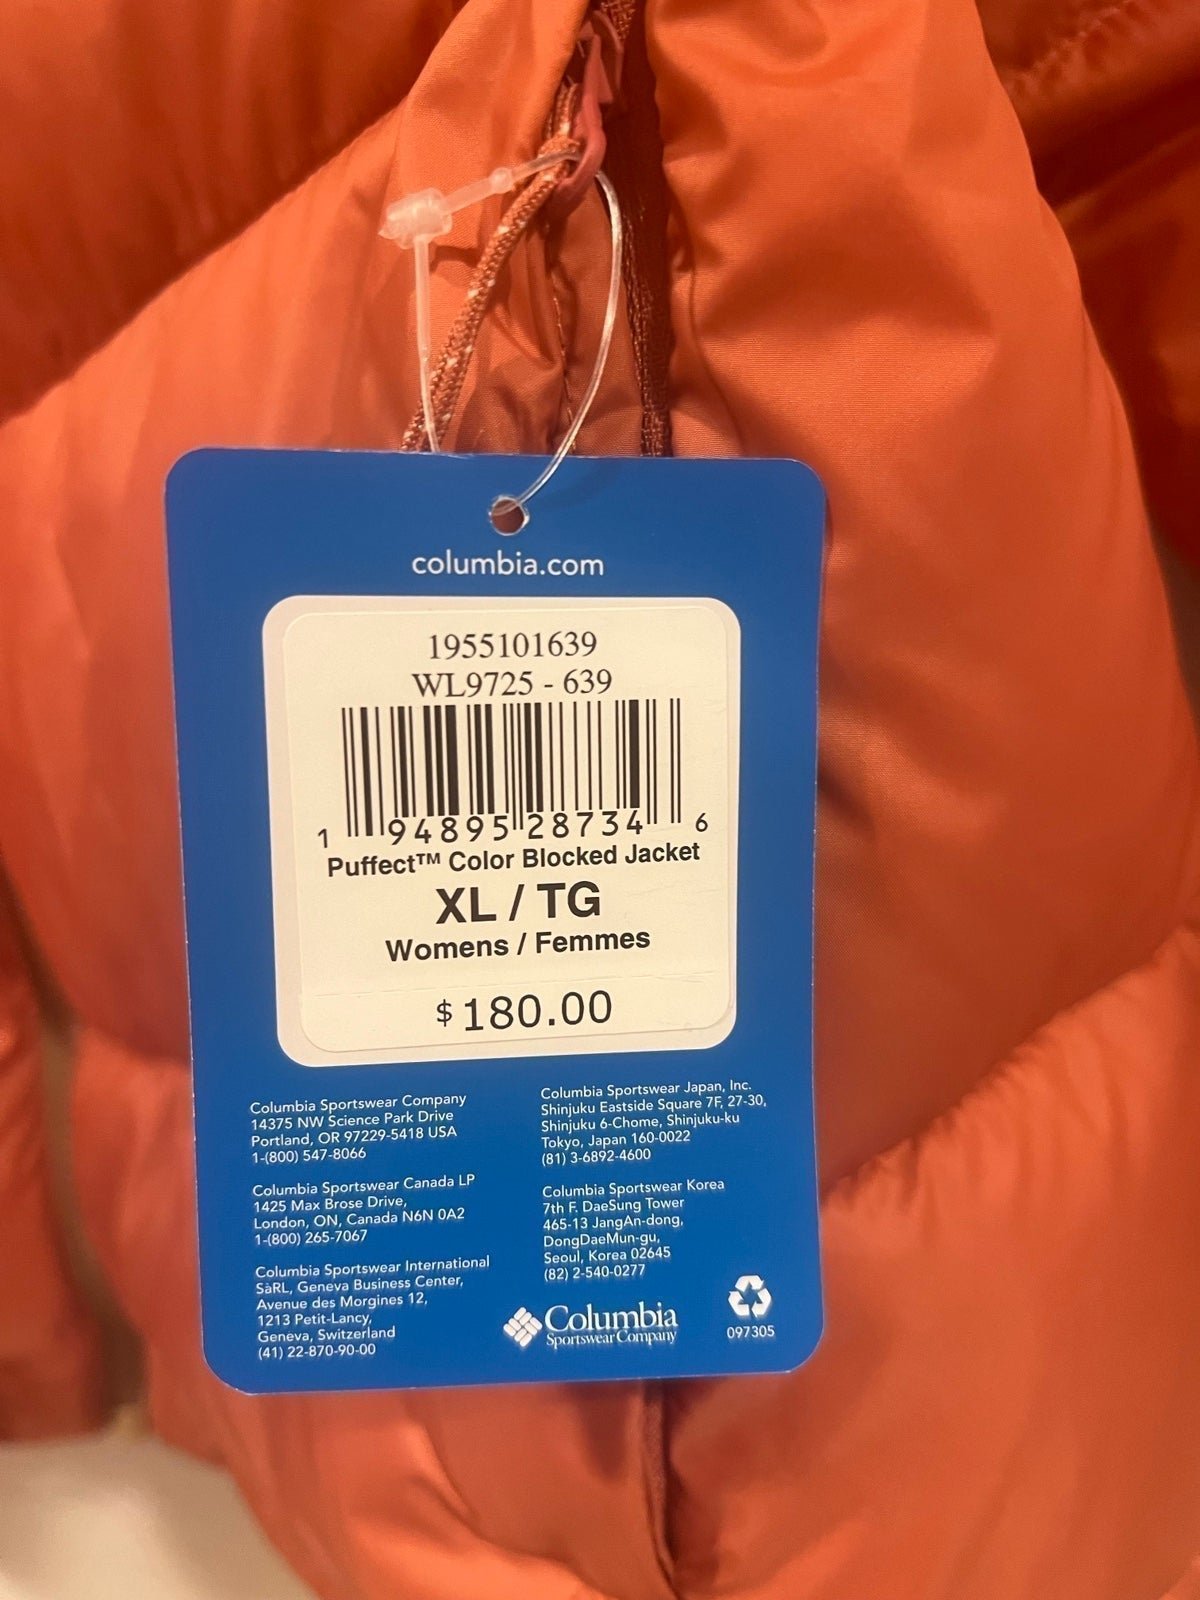 columbia.com
1955101639
WL9725 - 639
1 94895 28734 6
Puffect™ Color Blocked Jacket
XL / TG
Womens / Femmes
$180.00
Columbia Sportswear Company
14375 NW Science Park Drive
Portland, OR 97229-5418 USA
1-(800) 547-8066
Columbia Sportswear Canada LP
1425 Max Brose Drive,
London, ON, Canada N6N 0A2
1-(800) 265-7067
Columbia Sportswear International
SàRL, Geneva Business Center,
Avenue des Morgines 12,
1213 Petit-Lancy,
Geneva, Switzerland
(41) 22-870-90-00
Columbia Sportswear Japan, Inc.
Shinjuku Eastside Square 7F, 27-30,
Shinjuku 6-Chome, Shinjuku-ku
Tokyo, Japan 160-0022
(81) 3-6892-4600
Columbia Sportswear Korea
7th F. DaeSung Tower
465-13 JangAn-dong,
DongDaeMun-gu,
Seoul, Korea 02645
(82) 2-540-0277
Columbia
Sportswear Company
097305